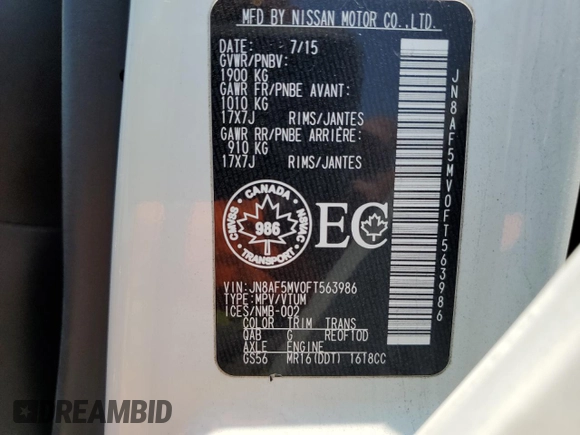 MFD BY NISSAN MOTOR CO.,LTD.
DATE: 7/15
GVWR/PNBV:
1900 KG
GAWR FR/PNBE AVANT:
1010 KG
17X7J RIMS/JANTES
GAWR RR/PNBE ARRIÈRE:
910 KG
17X7J RIMS/JANTES
CANADA
CMVSS
986
NSVAC
TRANSPORT
EC
VIN:JN8AF5MV0FT563986
TYPE:MPV/VTUM
ICES/NMB-002
COLOR TRIM TRANS
QAB G RE0F10D
AXLE ENGINE
GS56 MR16(DDT) 1618CC
JN8AF5MV0FT563986
DREAMBID